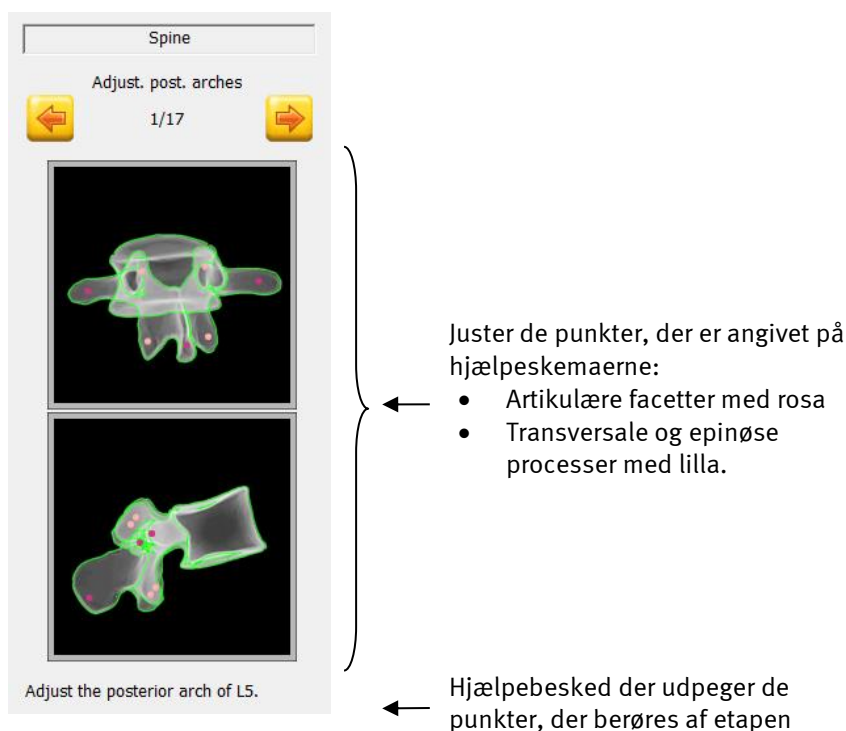 Spine
Adjust. post. arches
1/17
Juster de punkter, der er angivet på
hjælpeskemaerne:
• Artikulære facetter med rosa
• Transversale og epinøse
processer med lilla.
Adjust the posterior arch of L5.
Hjælpebesked der udpeger de
punkter, der berøres af etapen